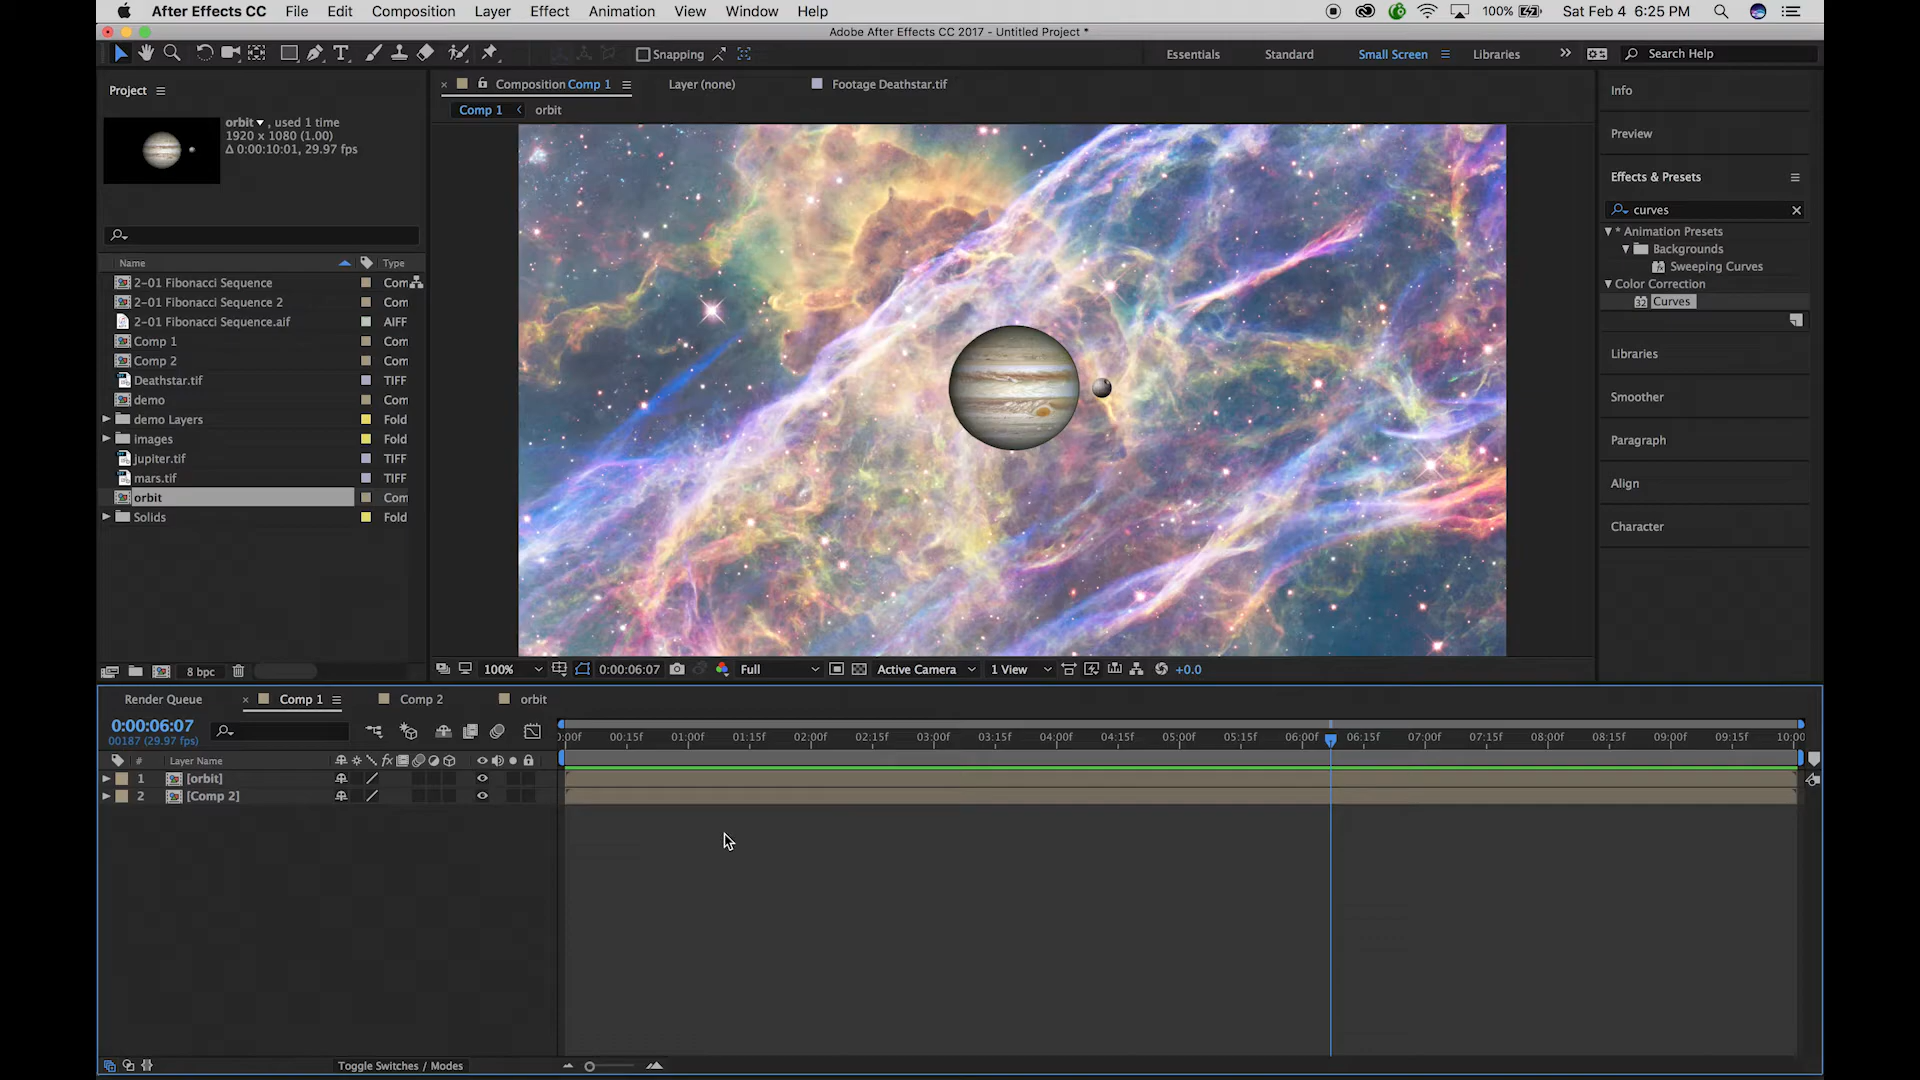 After Effects CC File Edit Composition Layer Effect Animation View Window Help 100% Sat Feb 4 6:25 PM
Adobe After Effects CC 2017 - Untitled Project *
Snapping Essentials Standard Small Screen Libraries Search Help
Project
orbit , used 1 time
1920 x 1080 (1.00)
Δ 0:00:10:01, 29.97 fps
Name Type
2-01 Fibonacci Sequence Com
2-01 Fibonacci Sequence 2 Com
2-01 Fibonacci Sequence.aif AIFF
Comp 1 Com
Comp 2 Com
Deathstar.tif TIFF
demo Com
demo Layers Fold
images Fold
jupiter.tif TIFF
mars.tif TIFF
orbit Com
Solids Fold
8 bpc
Composition Comp 1 Layer (none) Footage Deathstar.tif
Comp 1 orbit
100% 0:00:06:07 Full Active Camera 1 View +0.0
Info
Preview
Effects & Presets
curves
* Animation Presets
Backgrounds
Sweeping Curves
Color Correction
32 Curves
Libraries
Smoother
Paragraph
Align
Character
Render Queue Comp 1 Comp 2 orbit
0:00:06:07
00187 (29.97 fps)
):00f 00:15f 01:00f 01:15f 02:00f 02:15f 03:00f 03:15f 04:00f 04:15f 05:00f 05:15f 06:00f 06:15f 07:00f 07:15f 08:00f 08:15f 09:00f 09:15f 10:00
# Layer Name fx
1 [orbit]
2 [Comp 2]
Toggle Switches / Modes